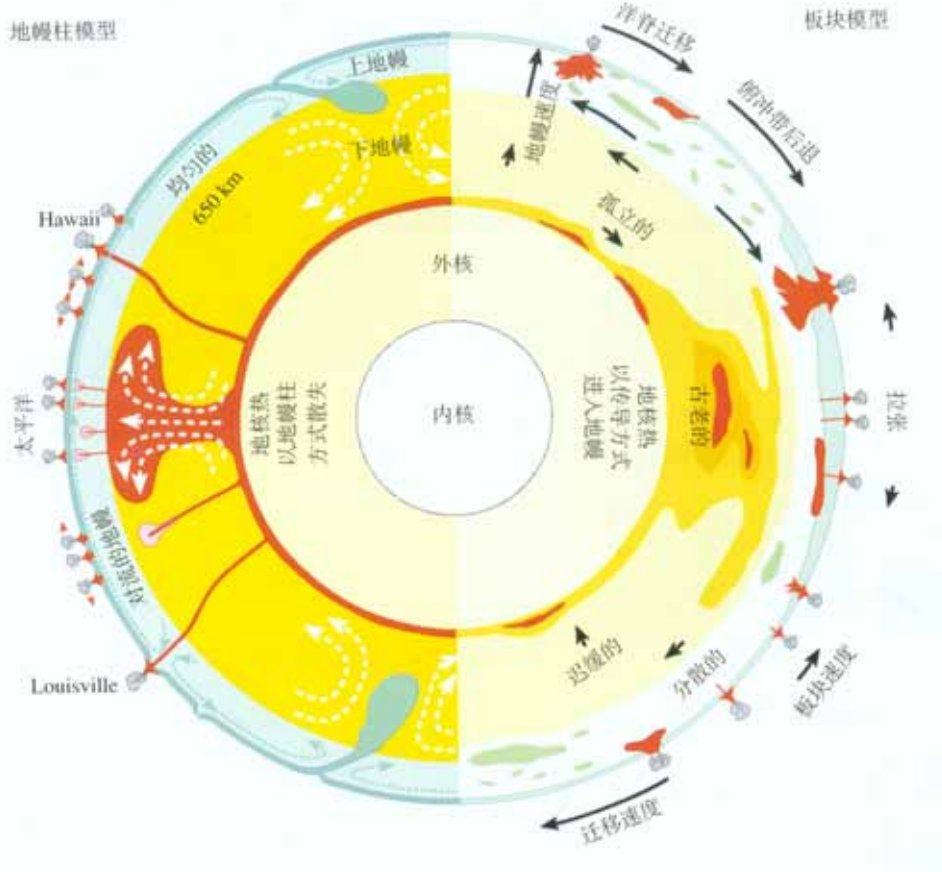 地幔柱模型
板块模型
上地幔
下地幔
均匀的
650 km
Hawaii
太平洋
对流的地幔
Louisville
外核
内核
地核热
以地幔柱
方式散失
地核热
以传导方式
进入地幔
洋脊迁移
俯冲带后退
地幔速度
孤立的
古老的
拉张
迟缓的
分散的
板块速度
迁移速度